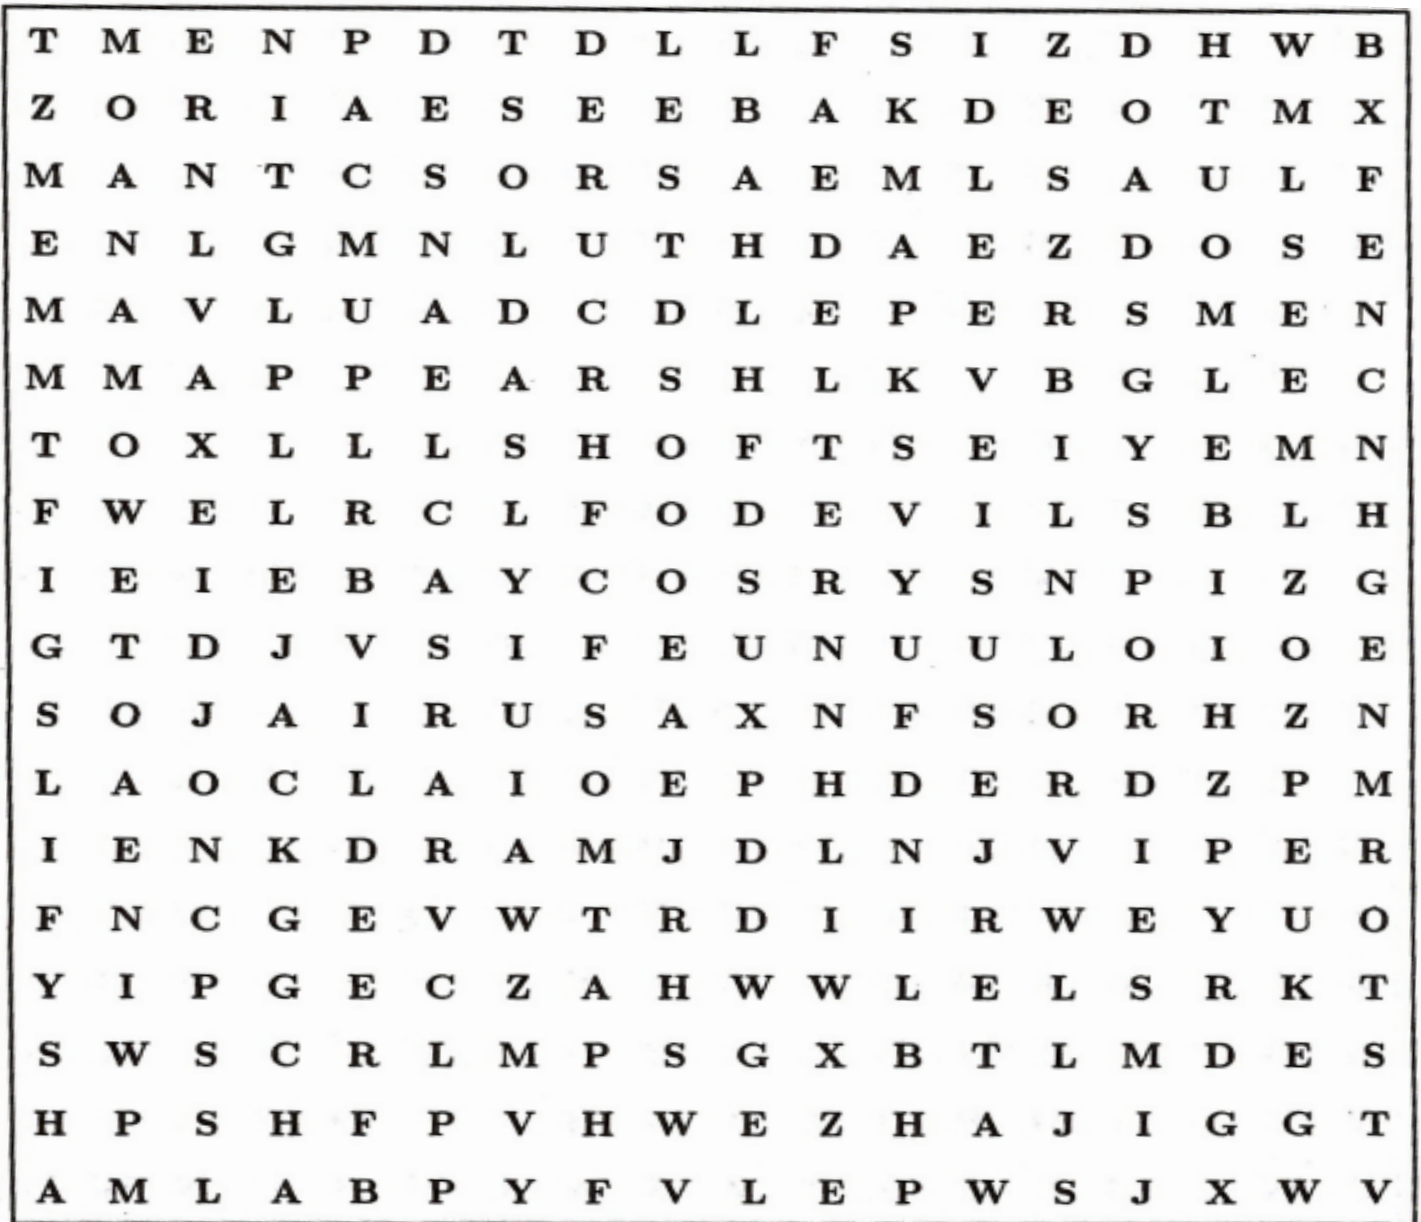 T M E N P D T D L L F S I Z D H W B
Z O R I A E S E E B A K D E O T M X
M A N T C S O R S A E M L S A U L F
E N L G M N L U T H D A E Z D O S E
M A V L U A D C D L E P E R S M E N
M M A P P E A R S H L K V B G L E C
T O X L L L S H O F T S E I Y E M N
F W E L R C L F O D E V I L S B L H
I E I E B A Y C O S R Y S N P I Z G
G T D J V S I F E U N U U L O I O E
S O J A I R U S A X N F S O R H Z N
L A O C L A I O E P H D E R D Z P M
I E N K D R A M J D L N J V I P E R
F N C G E V W T R D I I R W E Y U O
Y I P G E C Z A H W W L E L S R K T
S W S C R L M P S G X B T L M D E S
H P S H F P V H W E Z H A J I G G T
A M L A B P Y F V L E P W S J X W V